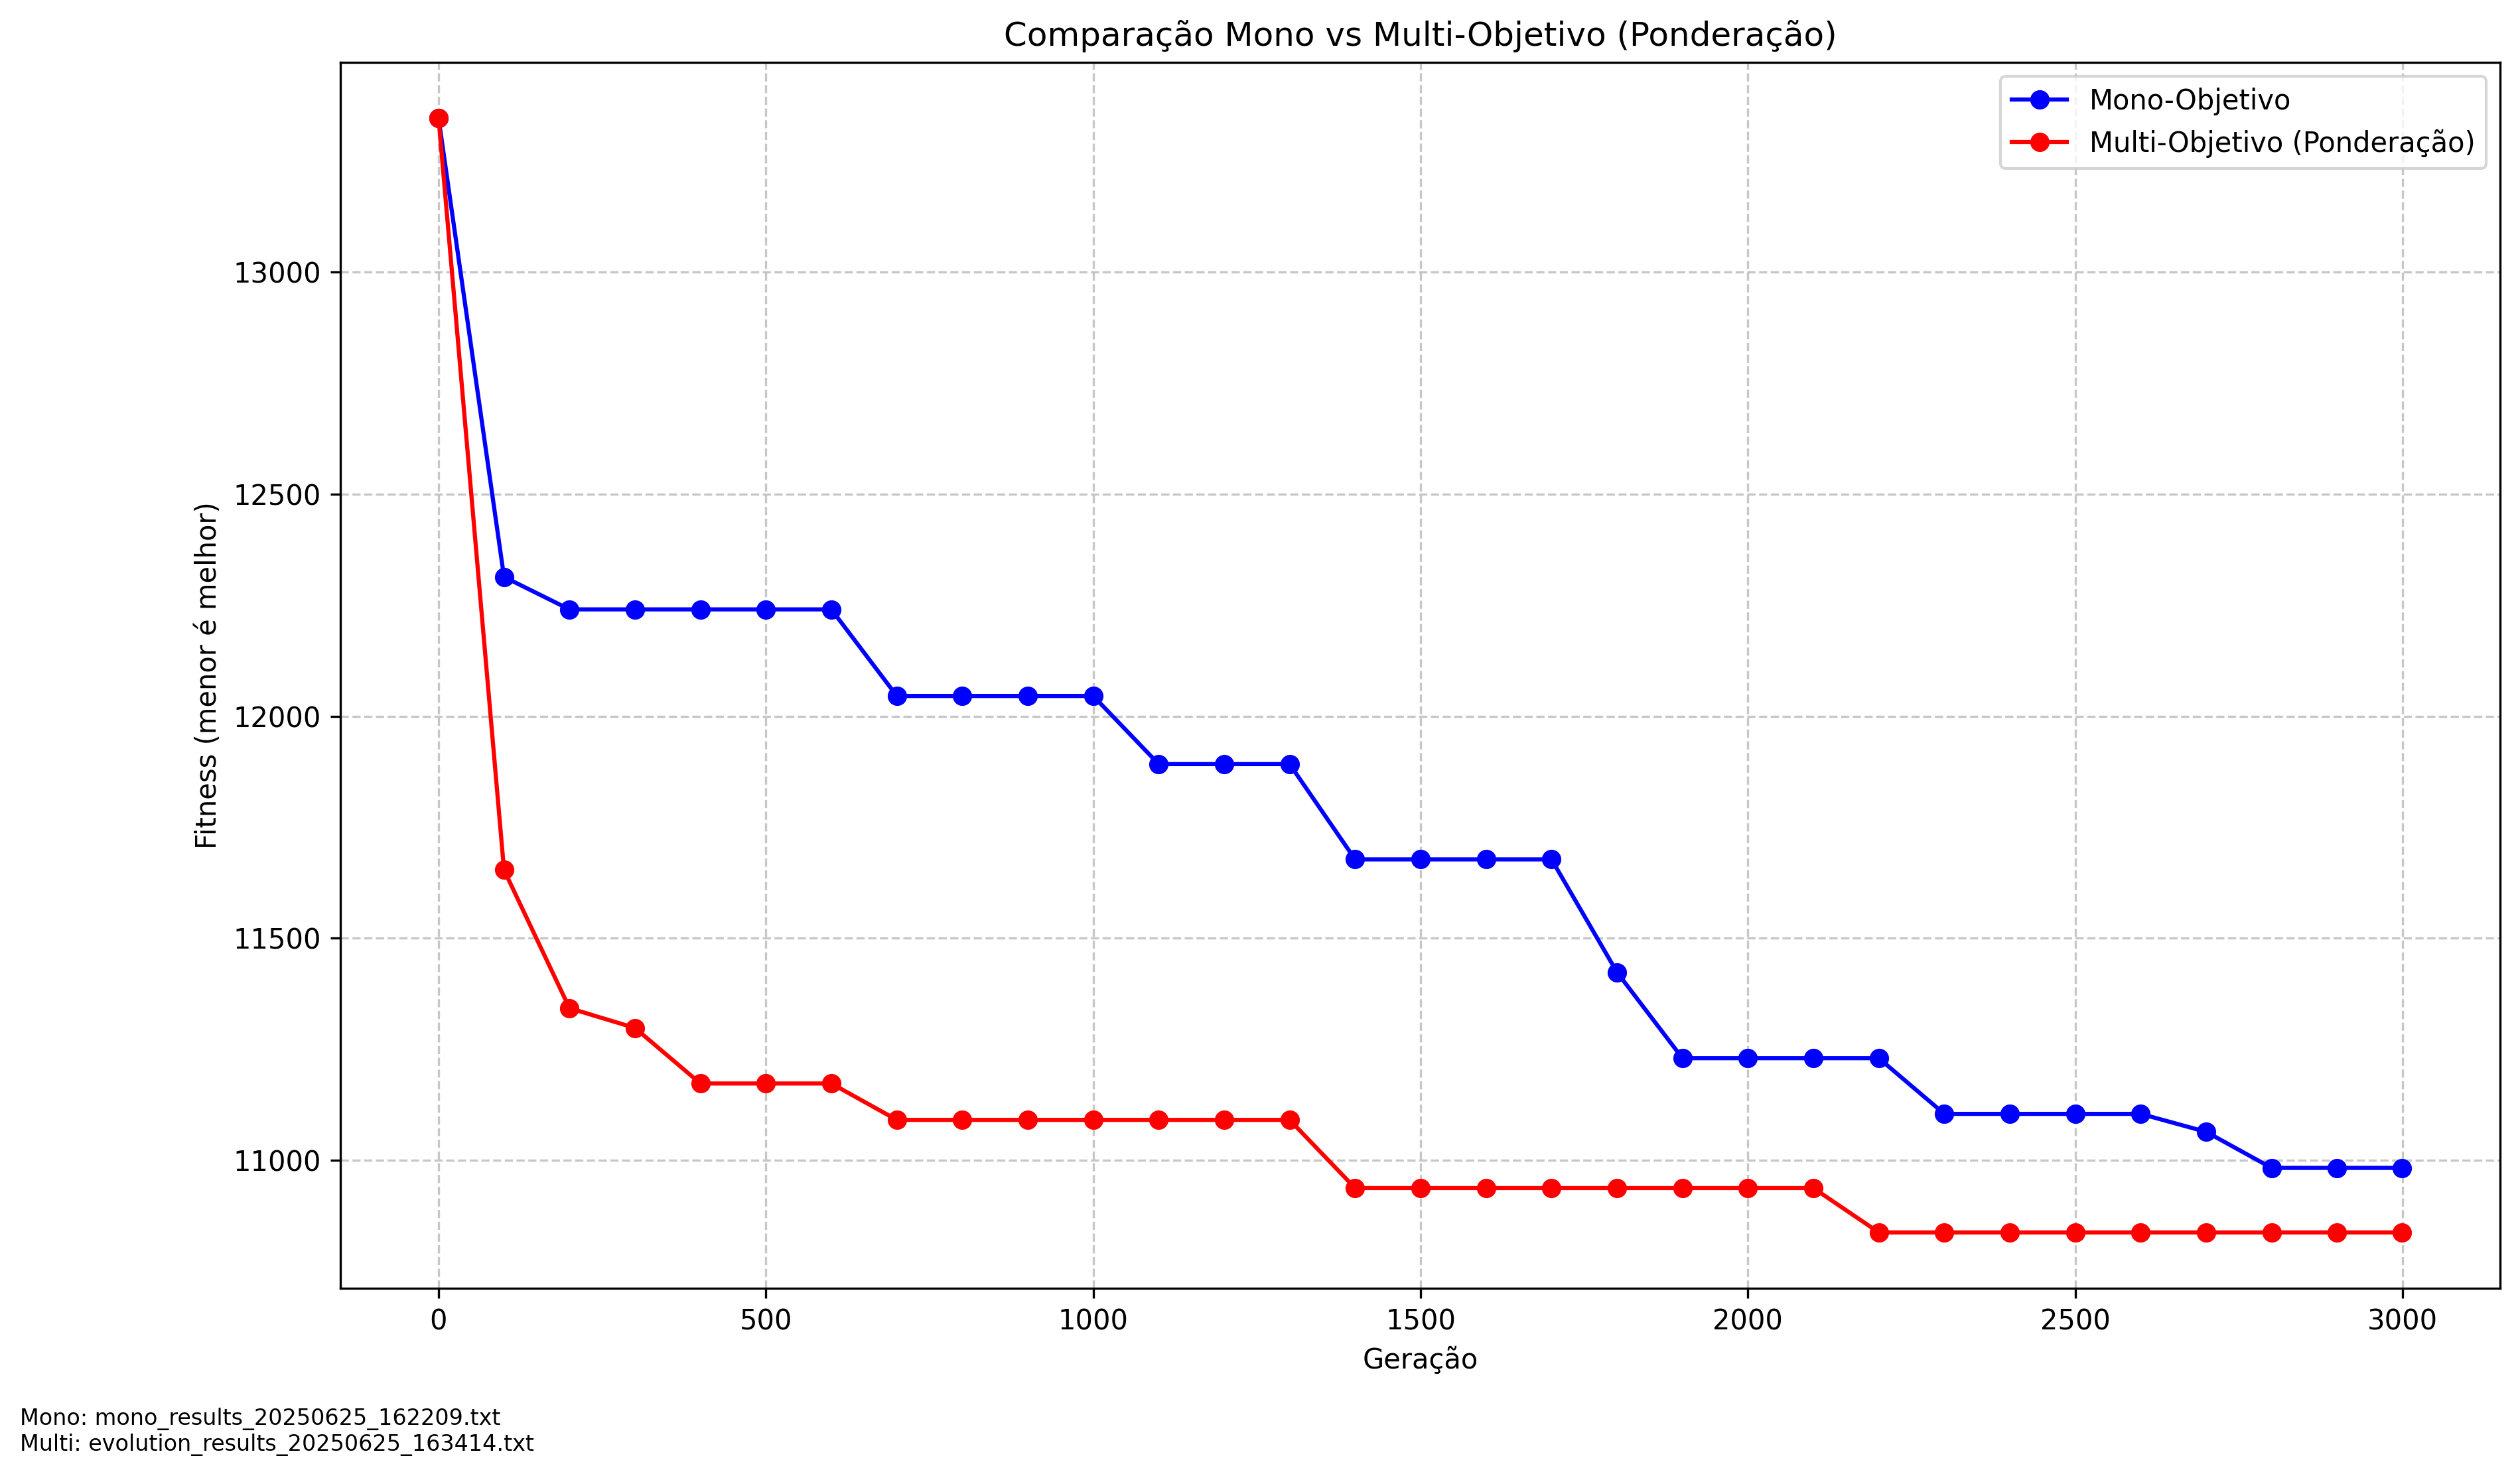 Comparação Mono vs Multi-Objetivo (Ponderação)
Mono-Objetivo
Multi-Objetivo (Ponderação)
Fitness (menor é melhor)
13000
12500
12000
11500
11000
0 500 1000 1500 2000 2500 3000
Geração
Mono: mono_results_20250625_162209.txt
Multi: evolution_results_20250625_163414.txt